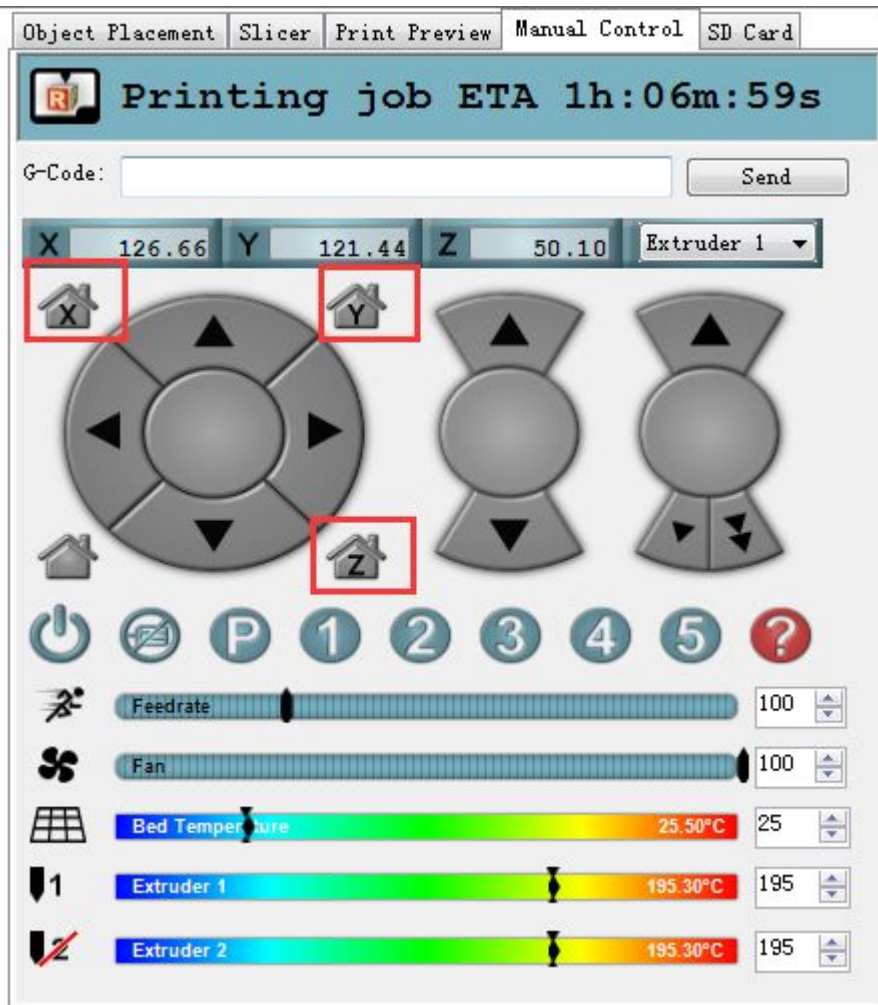 Object Placement Slicer Print Preview Manual Control SD Card
R Printing job ETA 1h:06m:59s
G-Code: Send
X 126.66 Y 121.44 Z 50.10 Extruder 1
X Y
Z
P 1 2 3 4 5 ?
Feedrate 100
Fan 100
Bed Temperature 25.50°C 25
1 Extruder 1 195.30°C 195
2 Extruder 2 195.30°C 195